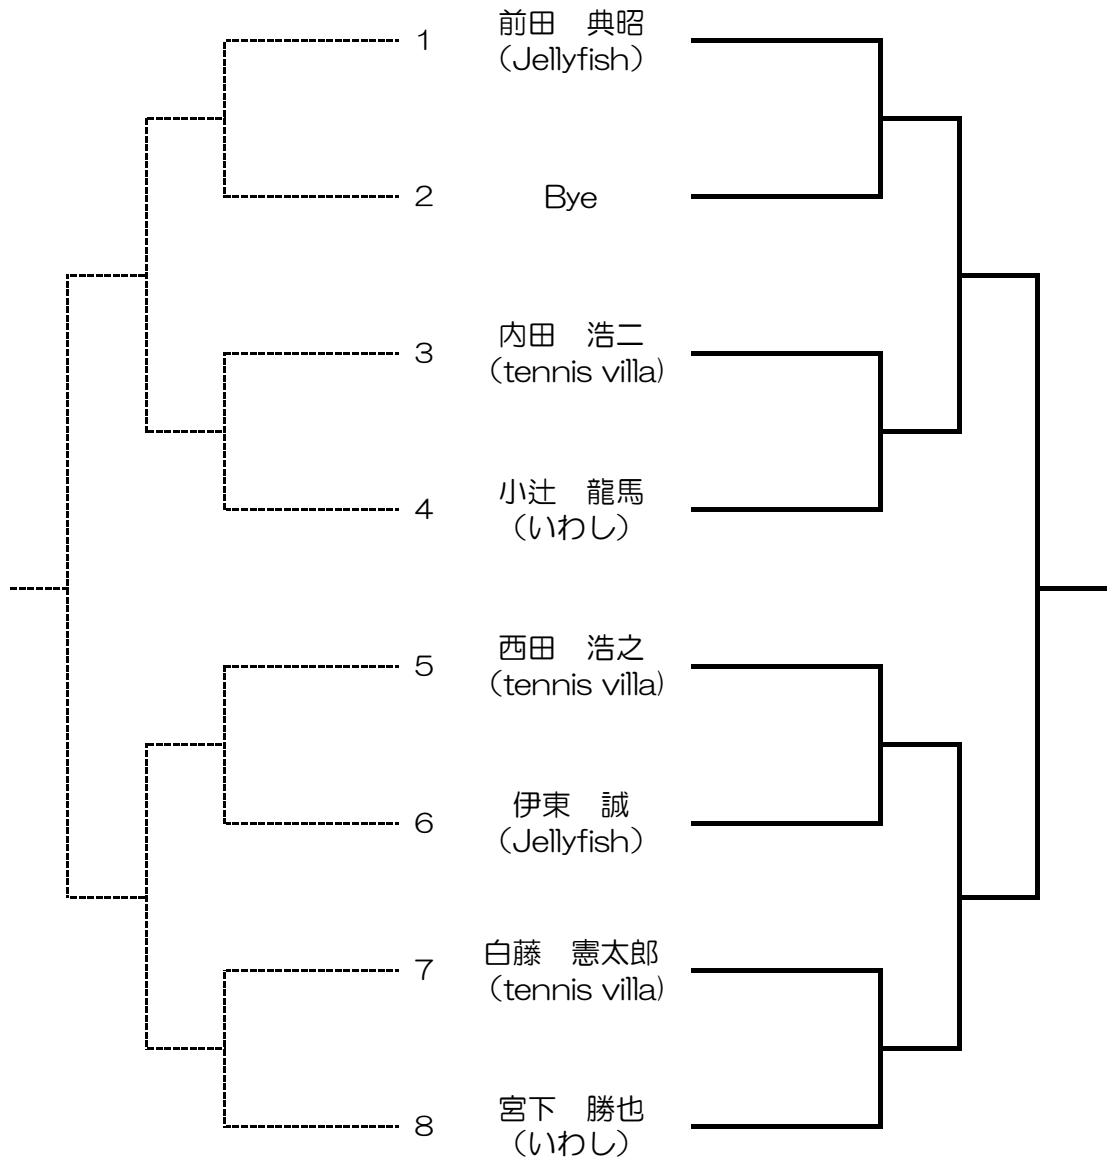 1
前田　典昭
（Jellyfish）
2
Bye
3
内田　浩二
（tennis villa)
4
小辻　龍馬
（いわし）
5
西田　浩之
（tennis villa)
6
伊東　誠
（Jellyfish）
7
白藤　憲太郎
（tennis villa)
8
宮下　勝也
（いわし）